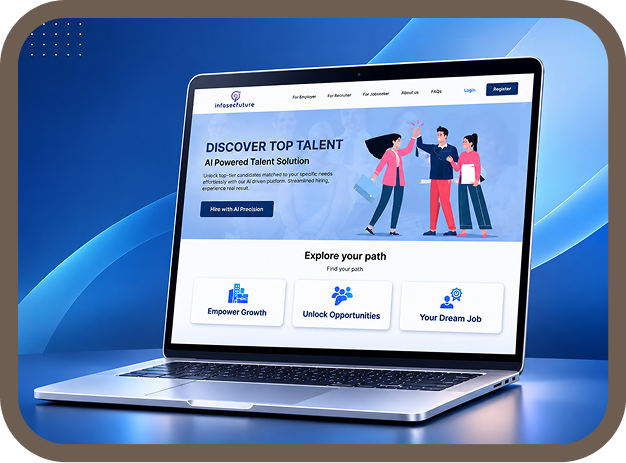 infosecfuture
For Employer
For Recruiter
For Jobseeker
About us
FAQs
Login
Register
DISCOVER TOP TALENT
AI Powered Talent Solution
Unlock top-tier candidates matched to your specific needs
effortlessly with our AI driven platform. Streamlined hiring,
experience real result.
Hire with AI Precision
Explore your path
Find your path
Empower Growth
Unlock Opportunities
Your Dream Job